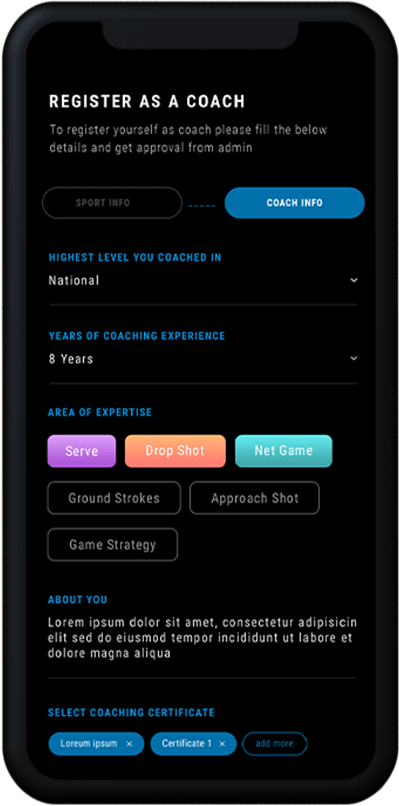 REGISTER AS A COACH
To register yourself as coach please fill the below
details and get approval from admin
SPORT INFO
COACH INFO
HIGHEST LEVEL YOU COACHED IN
National
YEARS OF COACHING EXPERIENCE
8 Years
AREA OF EXPERTISE
Serve Drop Shot Net Game
Ground Strokes Approach Shot
Game Strategy
ABOUT YOU
Lorem ipsum dolor sit amet, consectetur adipisicin
elit sed do eiusmod tempor incididunt ut labore et
dolore magna aliqua
SELECT COACHING CERTIFICATE
Loreum ipsum × Certificate 1 × add more